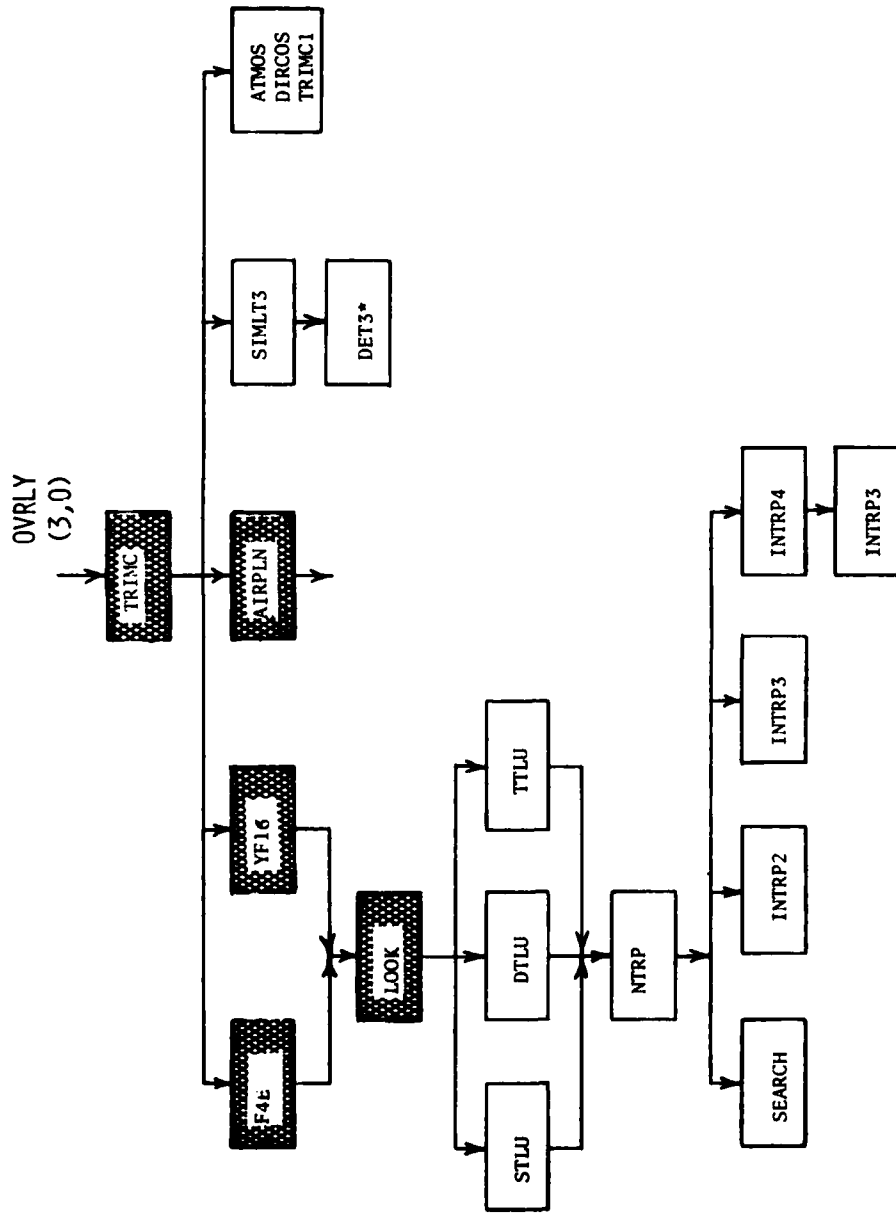 OVRLY
(3,0)
TRIMC
F4E
YF16
AIRPLN
SIMLT3
ATMOS
DIRCOS
TRIMC1
DET3*
LOOK
STLU
DTLU
TTLU
NTRP
SEARCH
INTRP2
INTRP3
INTRP4
INTRP3